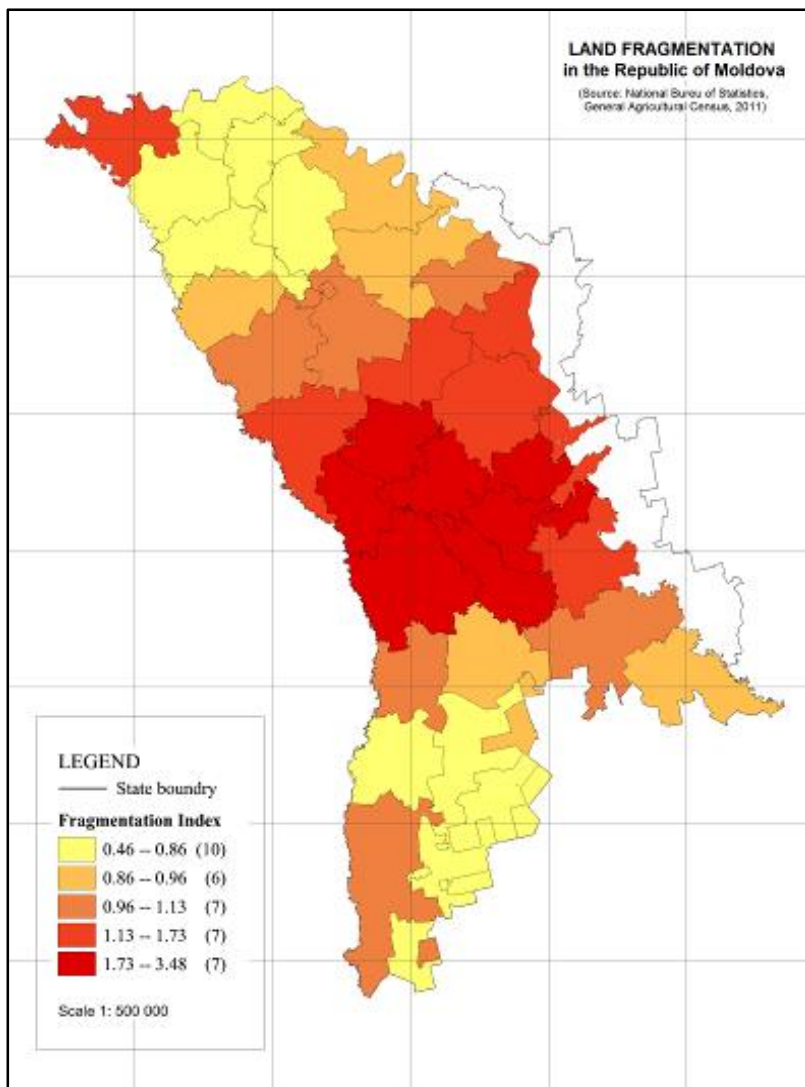 LAND FRAGMENTATION
in the Republic of Moldova
(Source: National Bureu of Statistics,
General Agricultural Census, 2011)
LEGEND
State boundry
Fragmentation Index
0.46 -- 0.86 (10)
0.86 -- 0.96 (6)
0.96 -- 1.13 (7)
1.13 -- 1.73 (7)
1.73 -- 3.48 (7)
Scale 1: 500 000